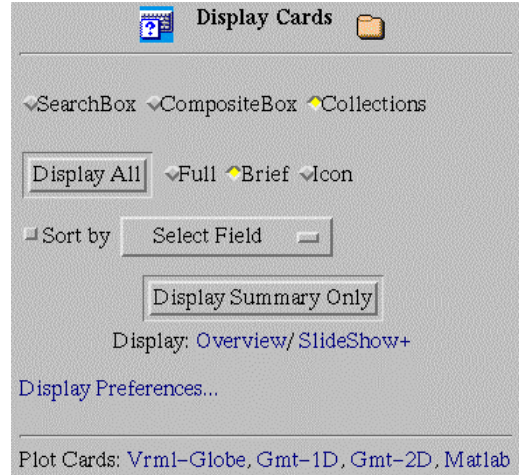 Display Cards
SearchBox CompositeBox Collections
Display All Full Brief Icon
Sort by Select Field
Display Summary Only
Display: Overview/ SlideShow+
Display Preferences...
Plot Cards: Vrml-Globe, Gmt-1D, Gmt-2D, Matlab